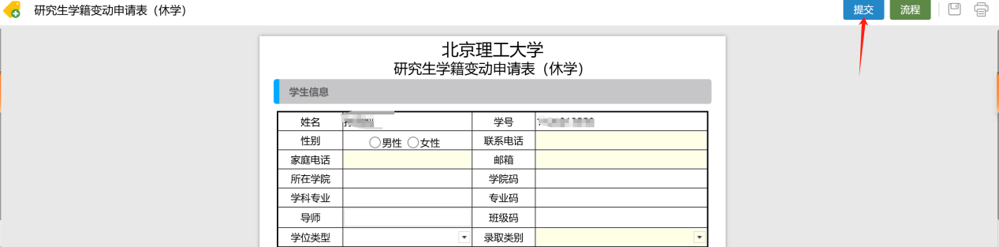 研究生学籍变动申请表（休学） 提交 流程
北京理工大学
研究生学籍变动申请表（休学）
学生信息
姓名 学号
性别 男性 女性 联系电话
家庭电话 邮箱
所在学院 学院码
学科专业 专业码
导师 班级码
学位类型 录取类别